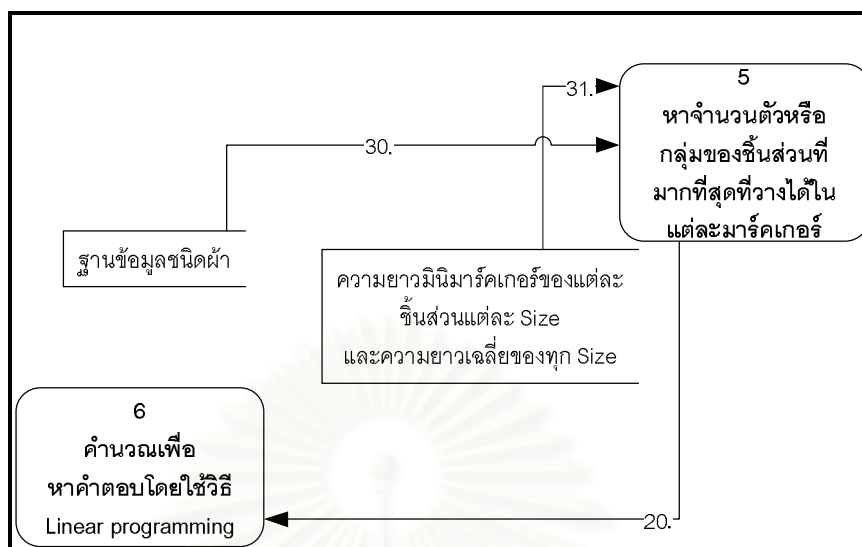 31.
5
หาจำนวนตัวหรือ
กลุ่มของชิ้นส่วนที่
มากที่สุดที่วางได้ใน
แต่ละมาร์คเกอร์
30.
ฐานข้อมูลชนิดผ้า
ความยาวมินิมาร์คเกอร์ของแต่ละ
ชิ้นส่วนแต่ละ Size
และความยาวเฉลี่ยของทุก Size
6
คำนวณเพื่อ
หาคำตอบโดยใช้วิธี
Linear programming
20.